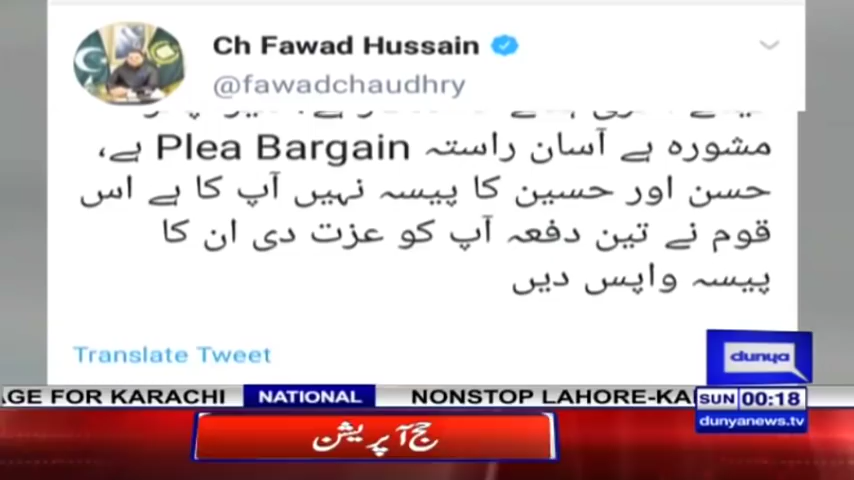 Ch Fawad Hussain
@fawadchaudhry
مشورہ ہے آسان راستہ Plea Bargain ہے،
حسن اور حسین کا پیسہ نہیں آپ کا ہے اس
قوم نے تین دفعہ آپ کو عزت دی ان کا
پیسہ واپس دیں
Translate Tweet
dunya
AGE FOR KARACHI NATIONAL NONSTOP LAHORE-KA
SUN 00:18
dunyanews.tv
حج آپریشن